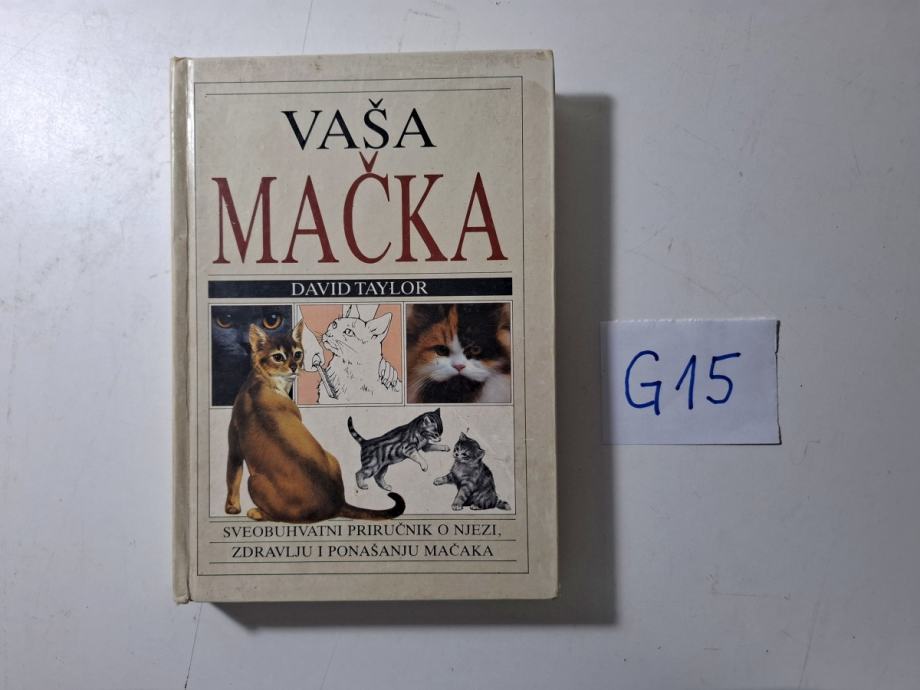 VAŠA
MAČKA
DAVID TAYLOR
SVEOBUHVATNI PRIRUČNIK O NJEZI,
ZDRAVLJU I PONAŠANJU MAČAKA
G15